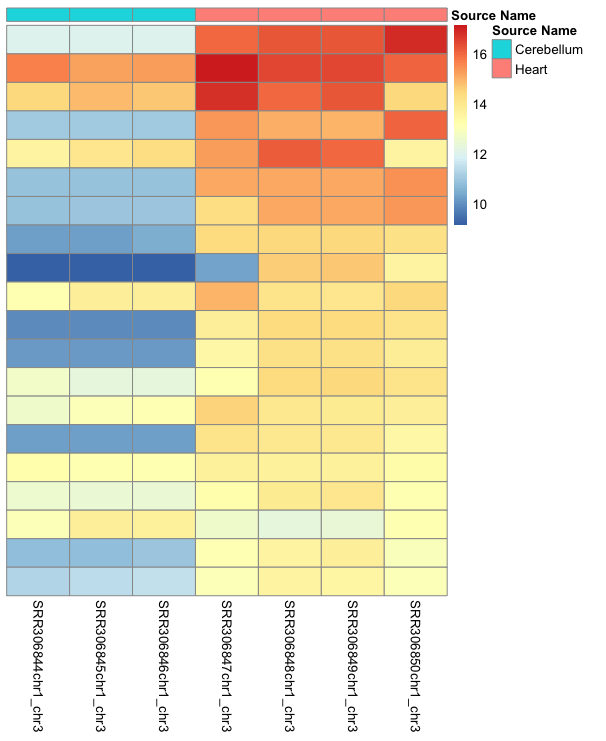 Source Name
Source Name
Cerebellum
Heart
16
14
12
10
SRR306844chr1_chr3
SRR306845chr1_chr3
SRR306846chr1_chr3
SRR306847chr1_chr3
SRR306848chr1_chr3
SRR306849chr1_chr3
SRR306850chr1_chr3